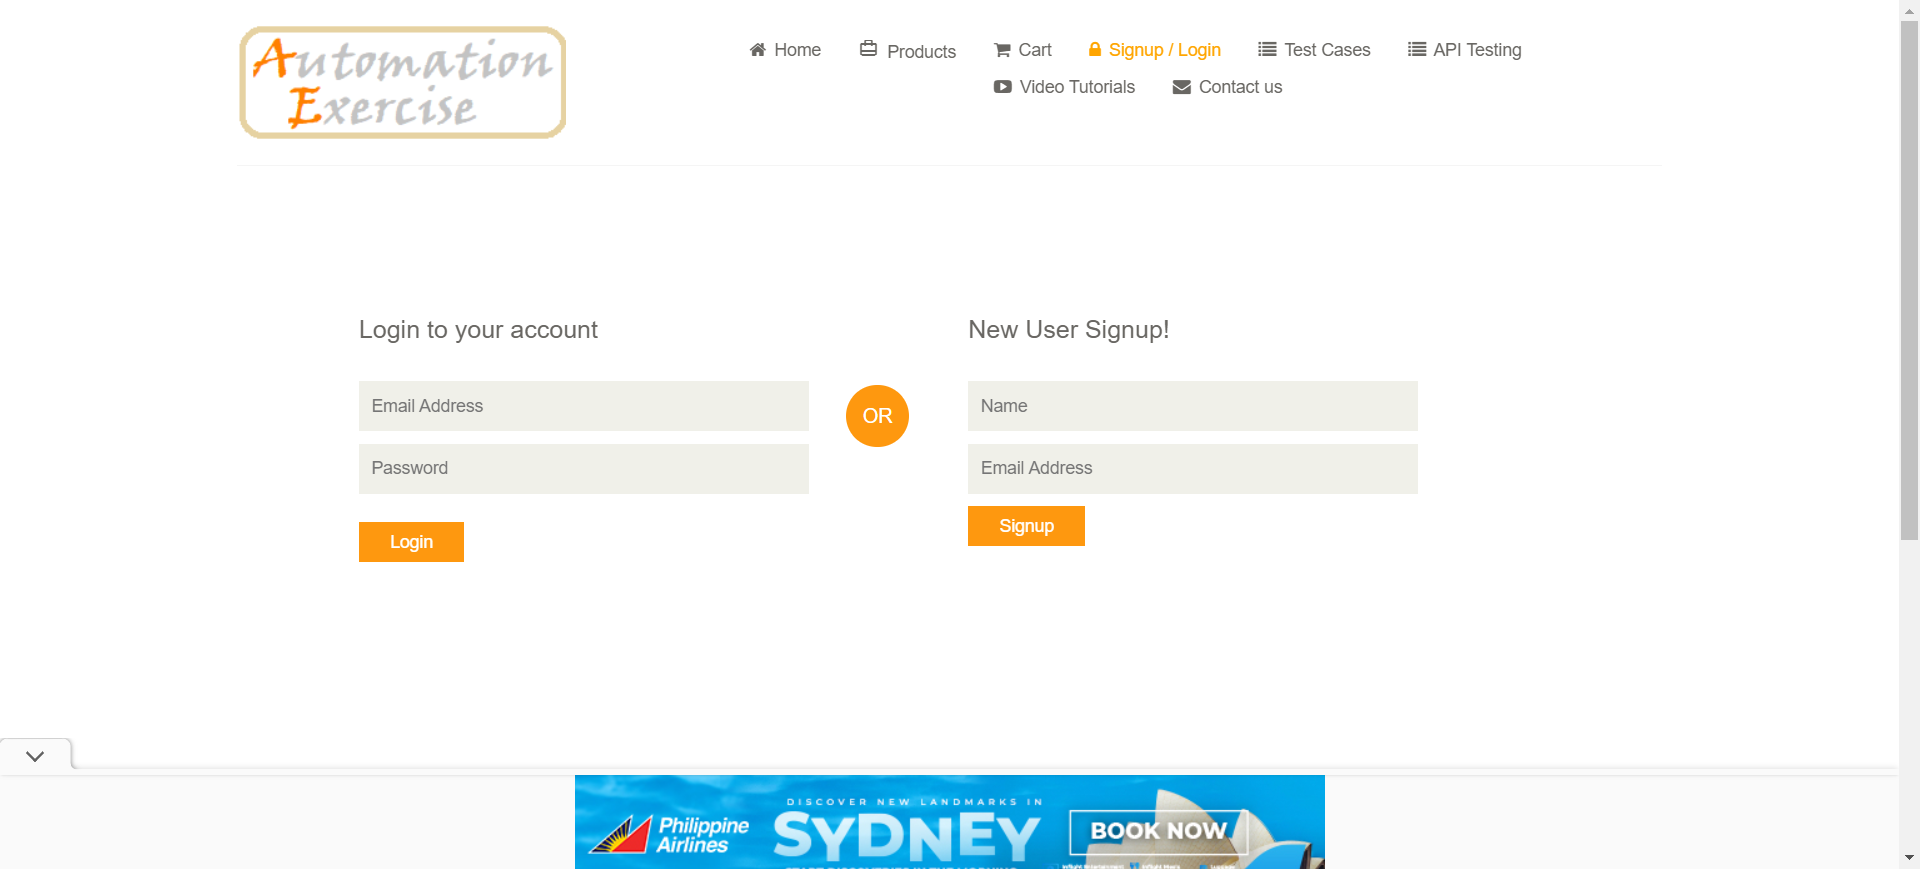 Automation
Exercise
Home
Products
Cart
Signup / Login
Test Cases
API Testing
Video Tutorials
Contact us
Login to your account
New User Signup!
Email Address
OR
Name
Password
Email Address
Login
Signup
DISCOVER NEW LANDMARKS IN
Philippine
Airlines
SYDNEY
BOOK NOW